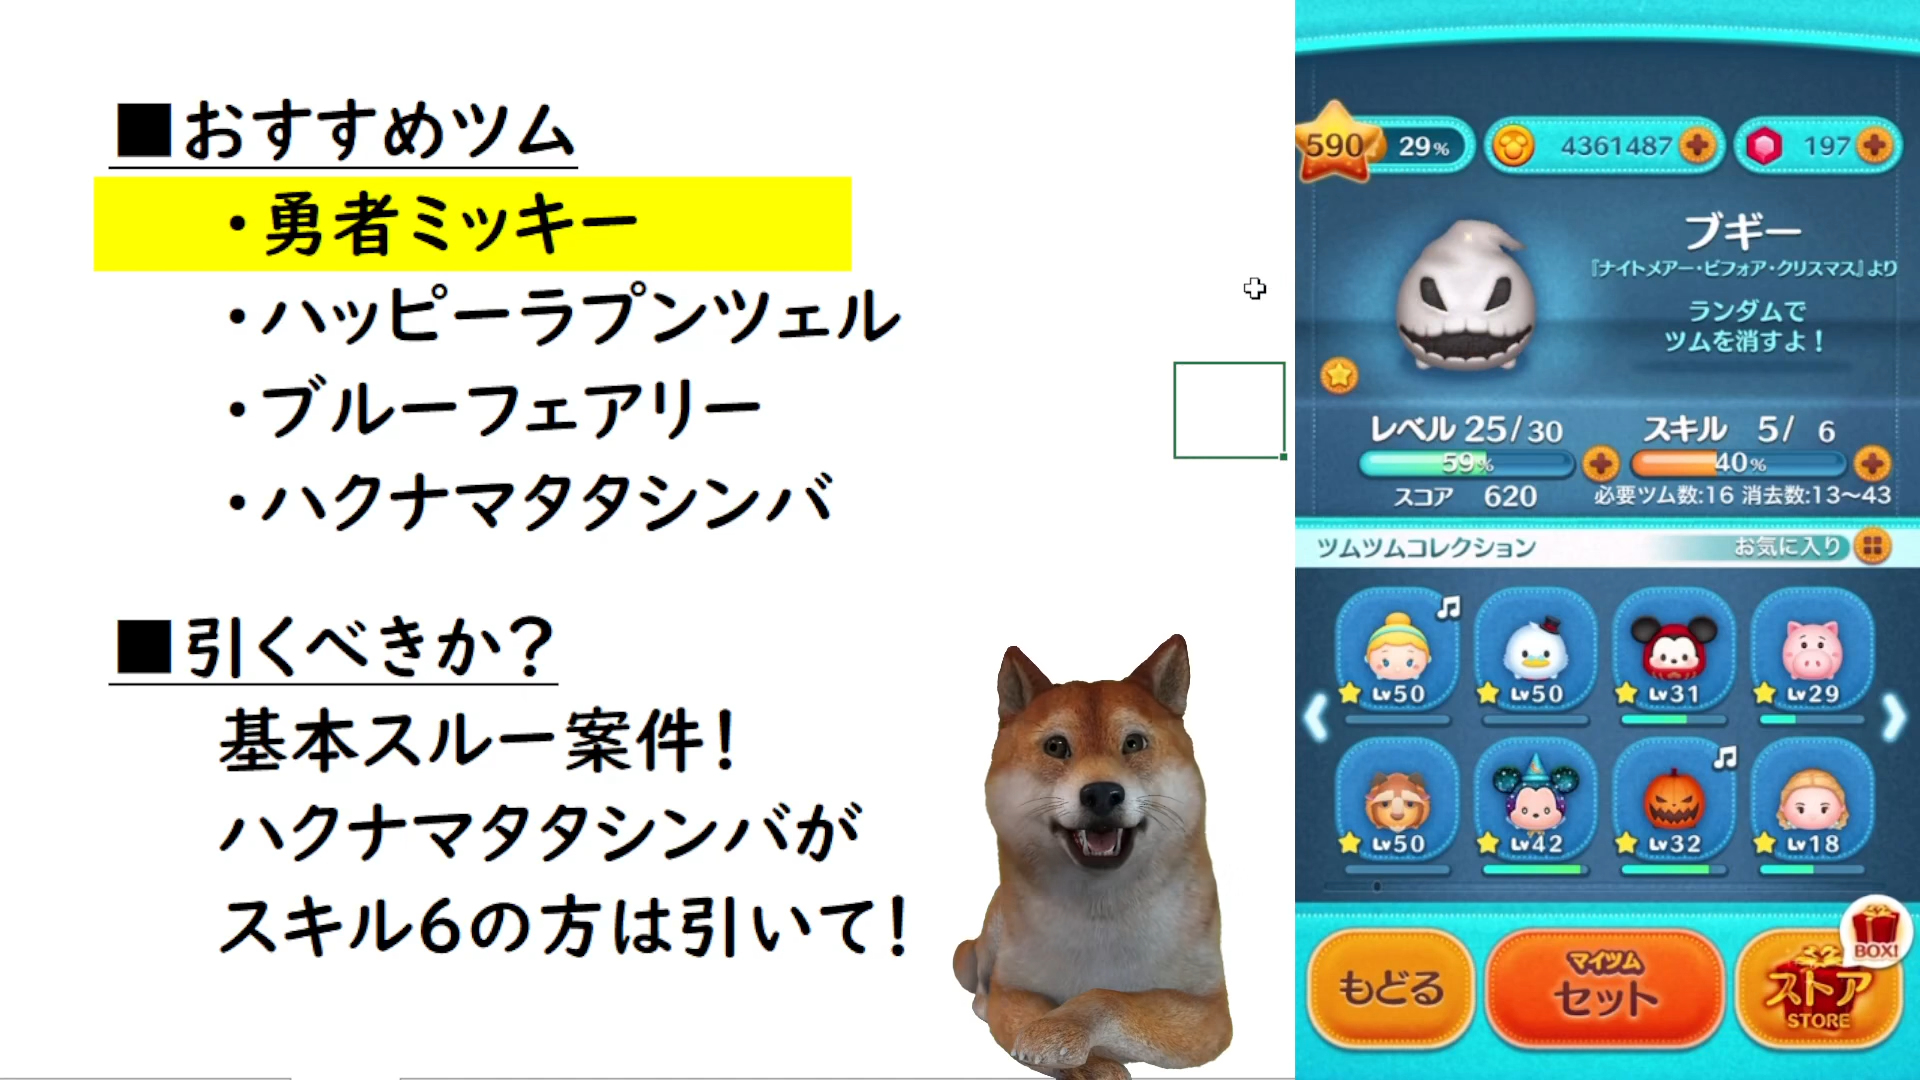 ■おすすめツム
・勇者ミッキー
・ハッピーラプンツェル
・ブルーフェアリー
・ハクナマタタシンバ
■引くべきか?
基本スルー案件!
ハクナマタタシンバが
スキル6の方は引いて!
590 29% 4361487 197
ブギー
『ナイトメアー・ビフォア・クリスマス』より
ランダムで
ツムを消すよ!
レベル 25/30 スキル 5/ 6
59% 40%
スコア 620 必要ツム数:16 消去数:13~43
ツムツムコレクション お気に入り
Lv50 Lv50 Lv31 Lv29
Lv50 Lv42 Lv32 Lv18
BOX!
もどる マイツム セット ストア
STORE